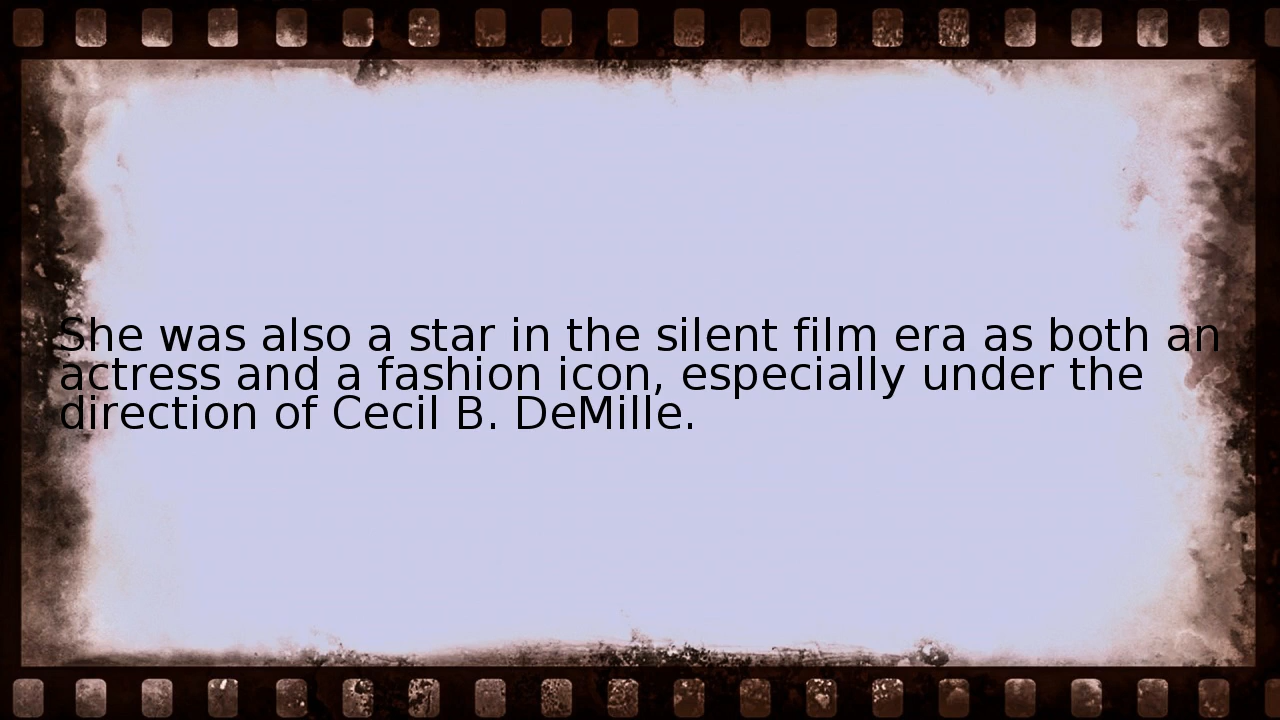 She was also a star in the silent film era as both an
actress and a fashion icon, especially under the
direction of Cecil B. DeMille.